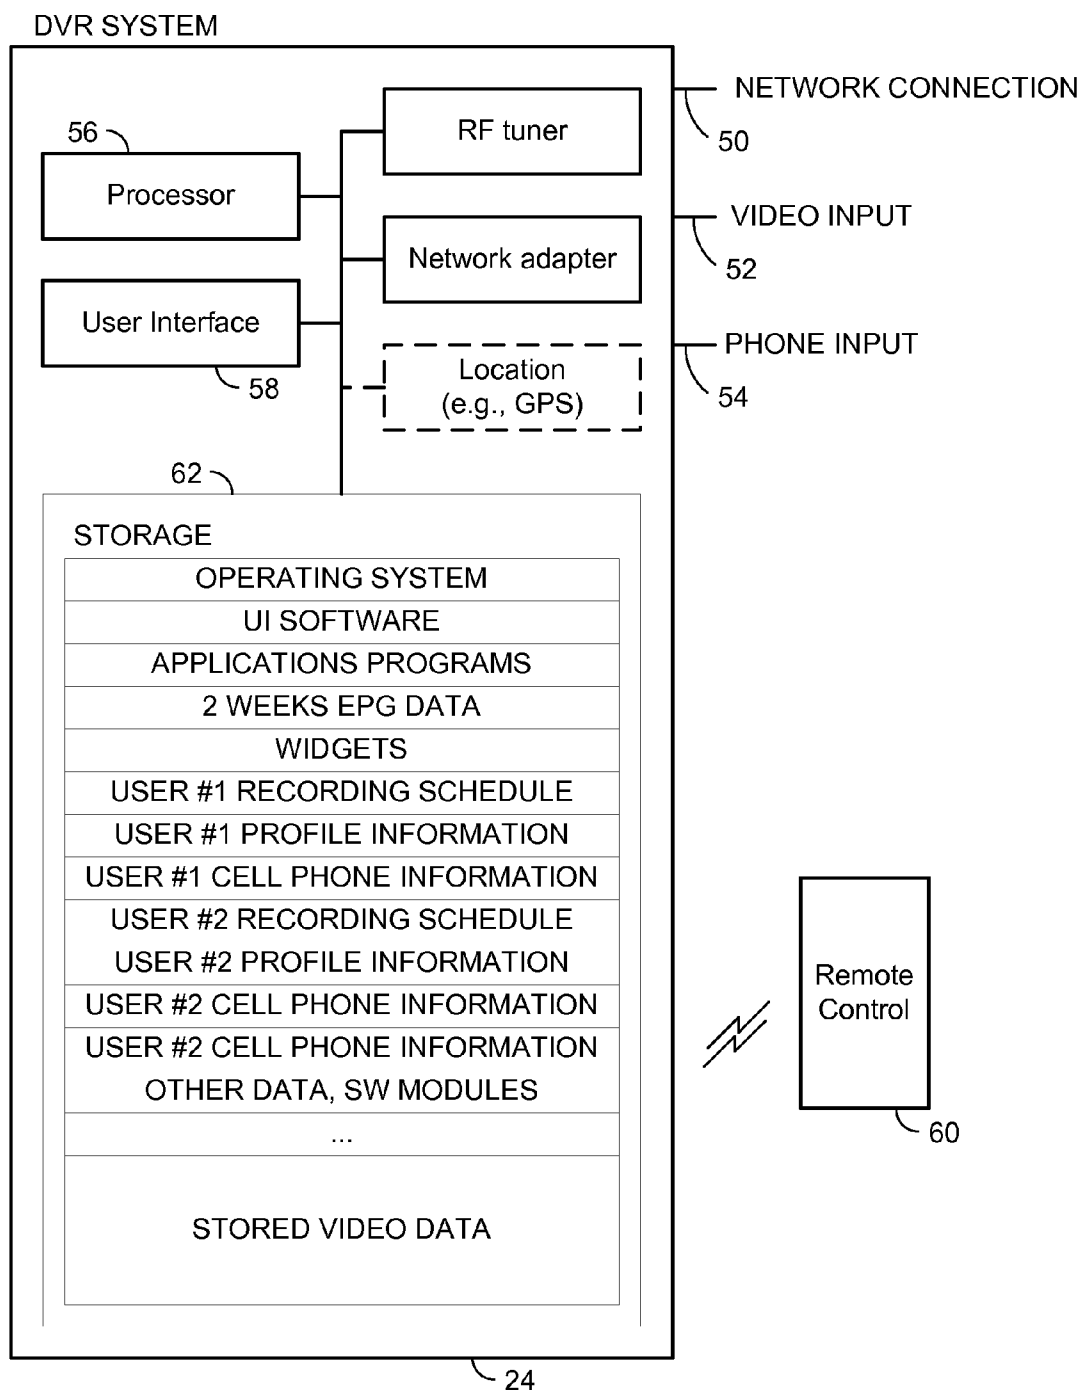 DVR SYSTEM
NETWORK CONNECTION
50
RF tuner
56
Processor
VIDEO INPUT
52
Network adapter
User Interface
58
PHONE INPUT
54
Location
(e.g., GPS)
62
STORAGE
OPERATING SYSTEM
UI SOFTWARE
APPLICATIONS PROGRAMS
2 WEEKS EPG DATA
WIDGETS
USER #1 RECORDING SCHEDULE
USER #1 PROFILE INFORMATION
USER #1 CELL PHONE INFORMATION
USER #2 RECORDING SCHEDULE
USER #2 PROFILE INFORMATION
USER #2 CELL PHONE INFORMATION
USER #2 CELL PHONE INFORMATION
OTHER DATA, SW MODULES
...
STORED VIDEO DATA
Remote
Control
60
24